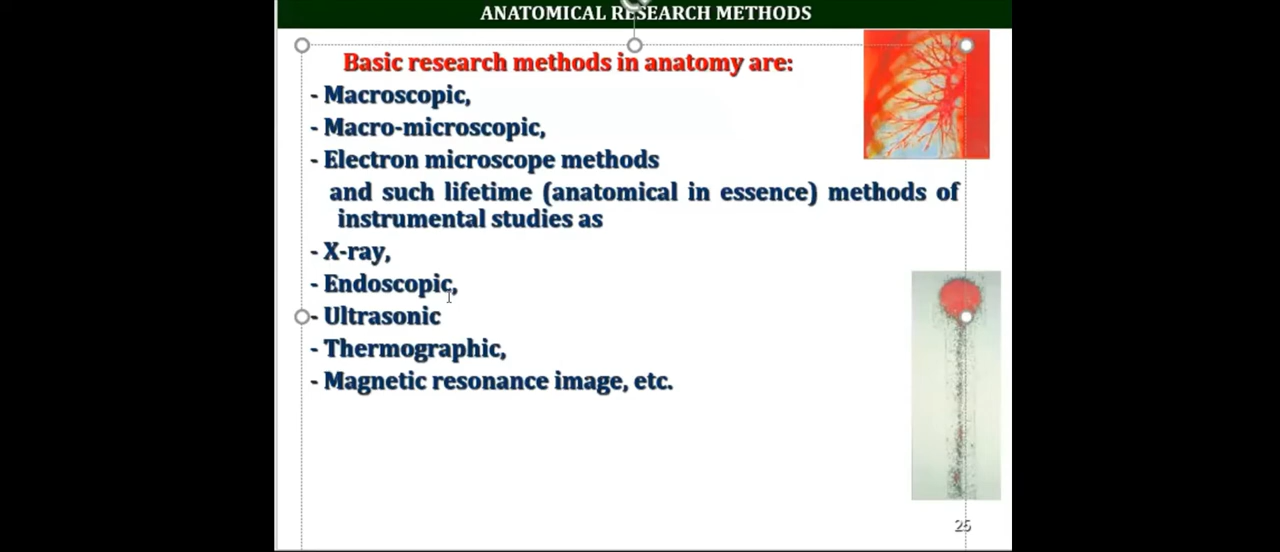 ANATOMICAL RESEARCH METHODS
Basic research methods in anatomy are:
- Macroscopic,
- Macro-microscopic,
- Electron microscope methods
and such lifetime (anatomical in essence) methods of
instrumental studies as
- X-ray,
- Endoscopic,
- Ultrasonic
- Thermographic,
- Magnetic resonance image, etc.
25